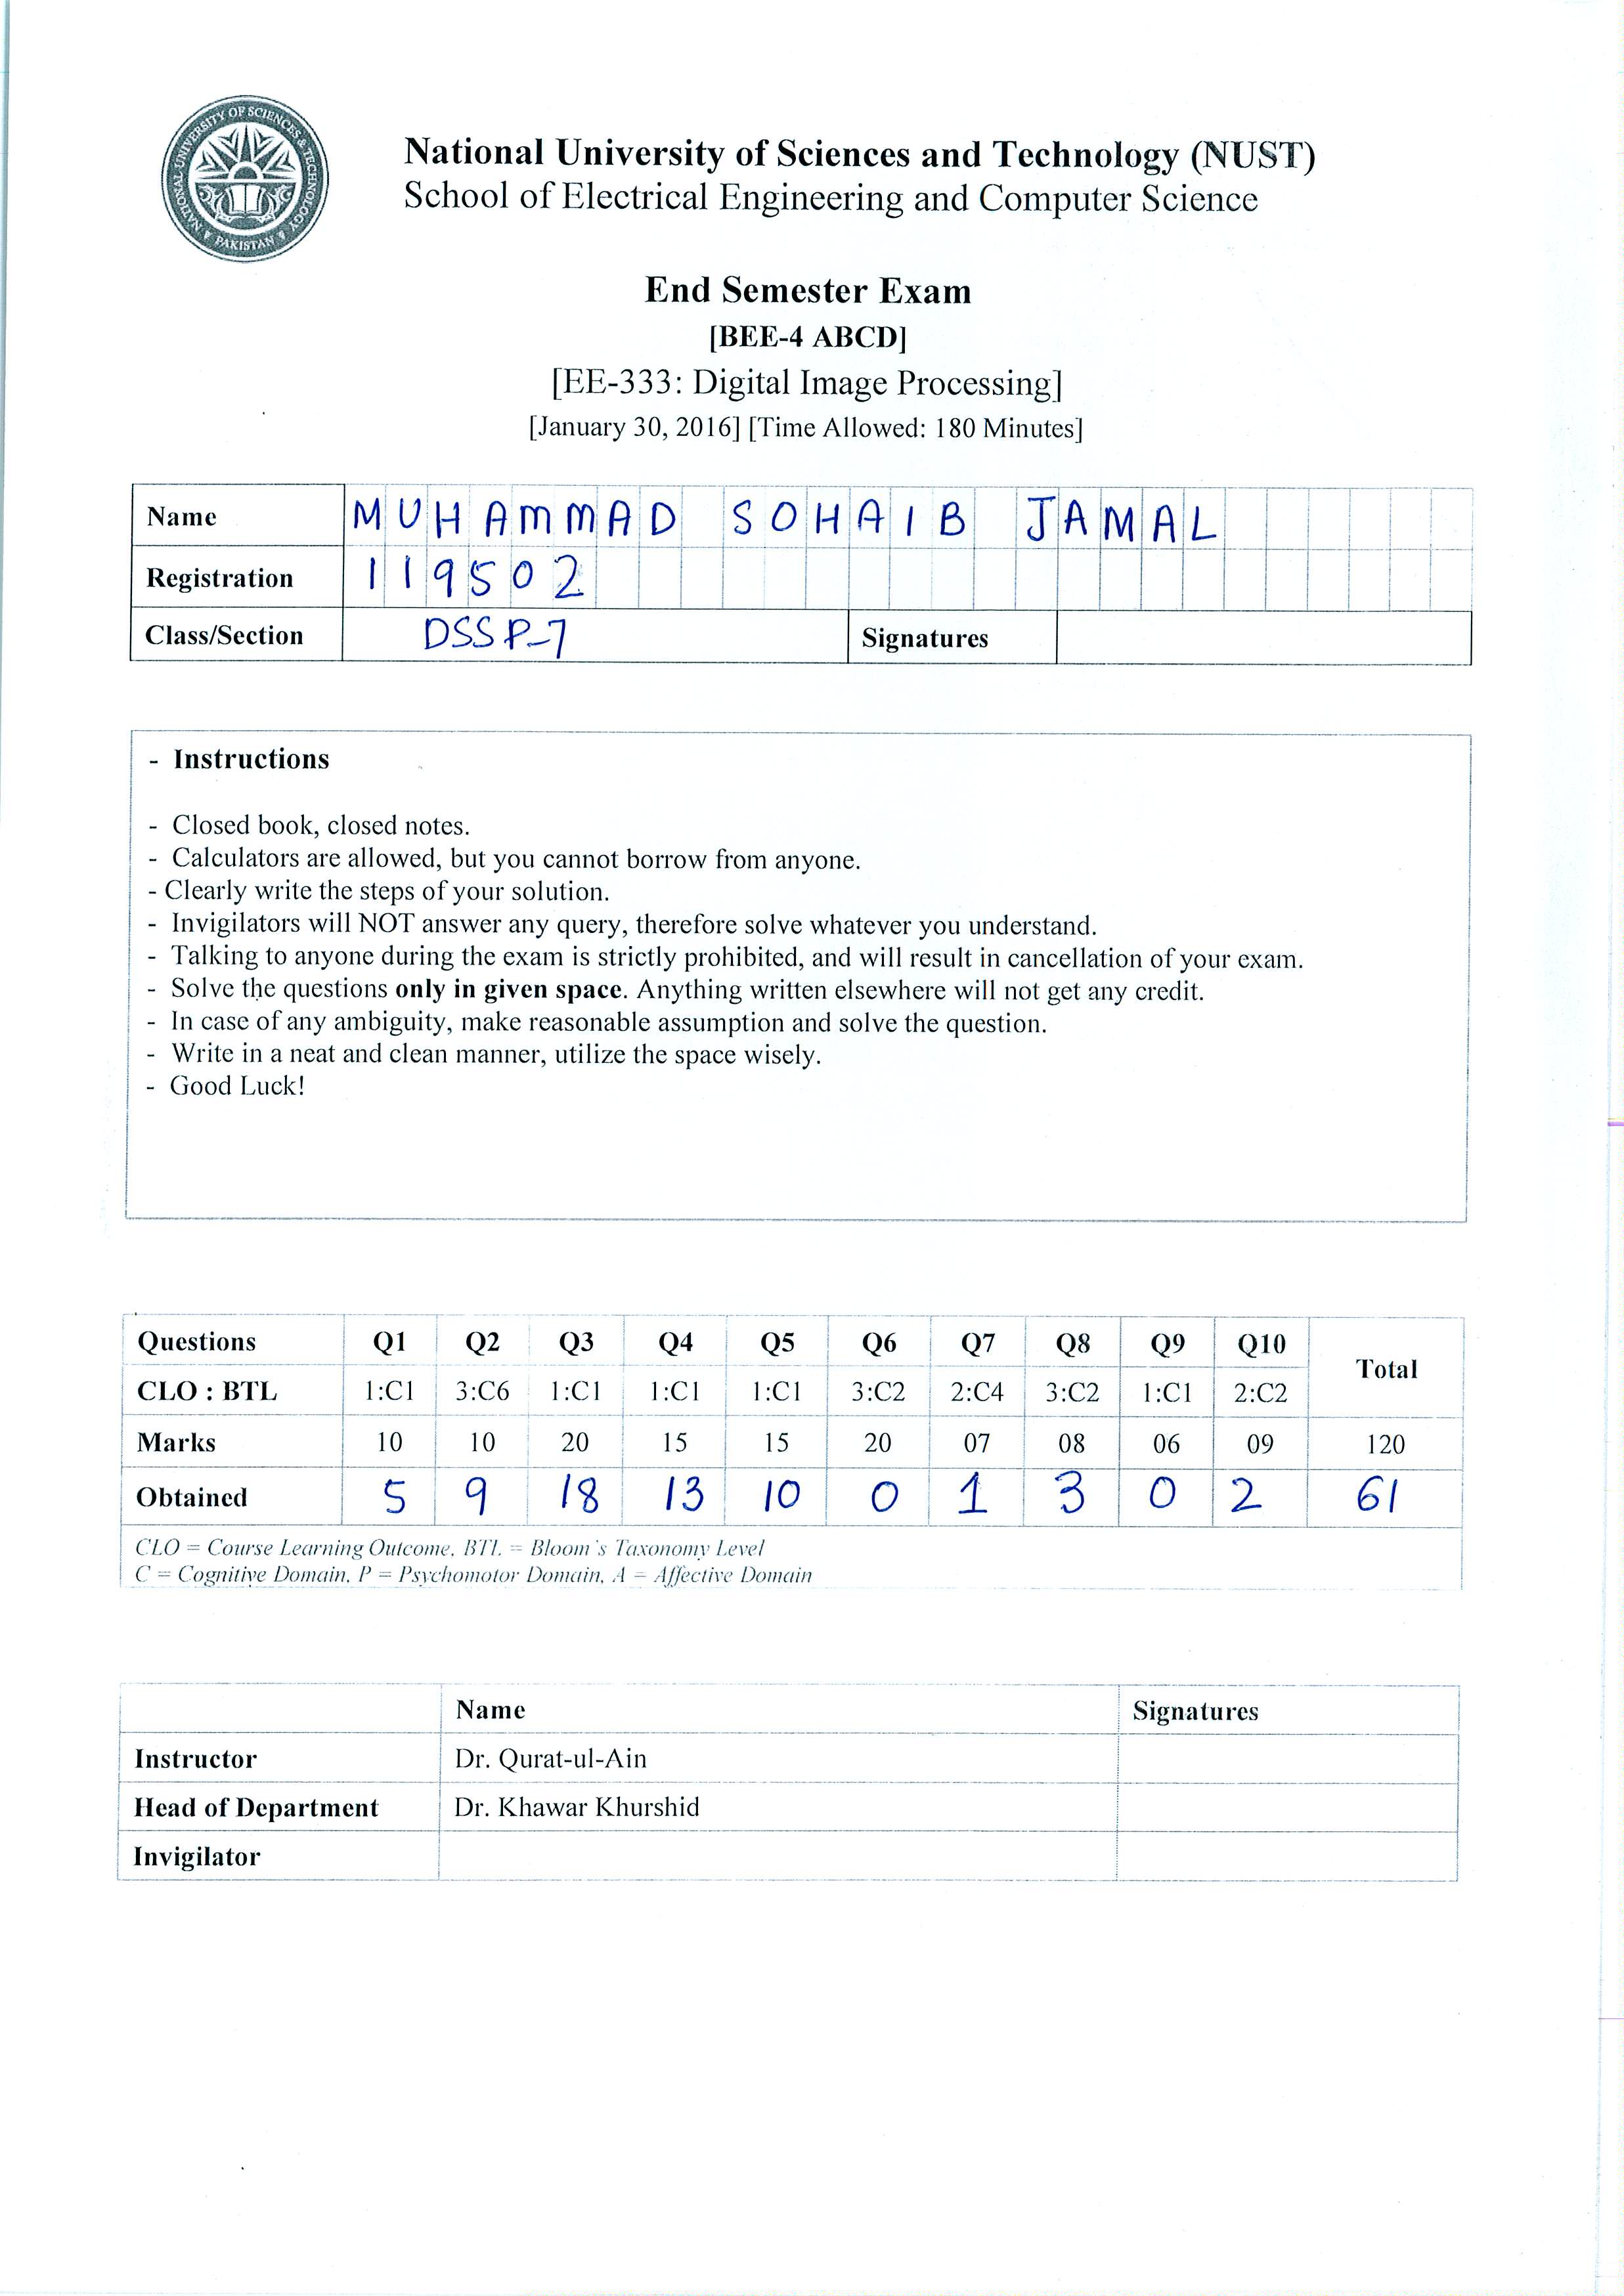 NATIONAL UNIVERSITY OF SCIENCES & TECHNOLOGY
PAKISTAN
National University of Sciences and Technology (NUST)
School of Electrical Engineering and Computer Science
End Semester Exam
[BEE-4 ABCD]
[EE-333: Digital Image Processing]
[January 30, 2016] [Time Allowed: 180 Minutes]
Name MUHAMMAD SOHAIB JAMAL
Registration 119502
Class/Section DSSP-7 Signatures
- Instructions
- Closed book, closed notes.
- Calculators are allowed, but you cannot borrow from anyone.
- Clearly write the steps of your solution.
- Invigilators will NOT answer any query, therefore solve whatever you understand.
- Talking to anyone during the exam is strictly prohibited, and will result in cancellation of your exam.
- Solve the questions only in given space. Anything written elsewhere will not get any credit.
- In case of any ambiguity, make reasonable assumption and solve the question.
- Write in a neat and clean manner, utilize the space wisely.
- Good Luck!
Questions Q1 Q2 Q3 Q4 Q5 Q6 Q7 Q8 Q9 Q10 Total
CLO : BTL 1:C1 3:C6 1:C1 1:C1 1:C1 3:C2 2:C4 3:C2 1:C1 2:C2
Marks 10 10 20 15 15 20 07 08 06 09 120
Obtained 5 9 18 13 10 0 1 3 0 2 61
CLO = Course Learning Outcome, BTL = Bloom's Taxonomy Level
C = Cognitive Domain, P = Psychomotor Domain, A = Affective Domain
Name Signatures
Instructor Dr. Qurat-ul-Ain
Head of Department Dr. Khawar Khurshid
Invigilator